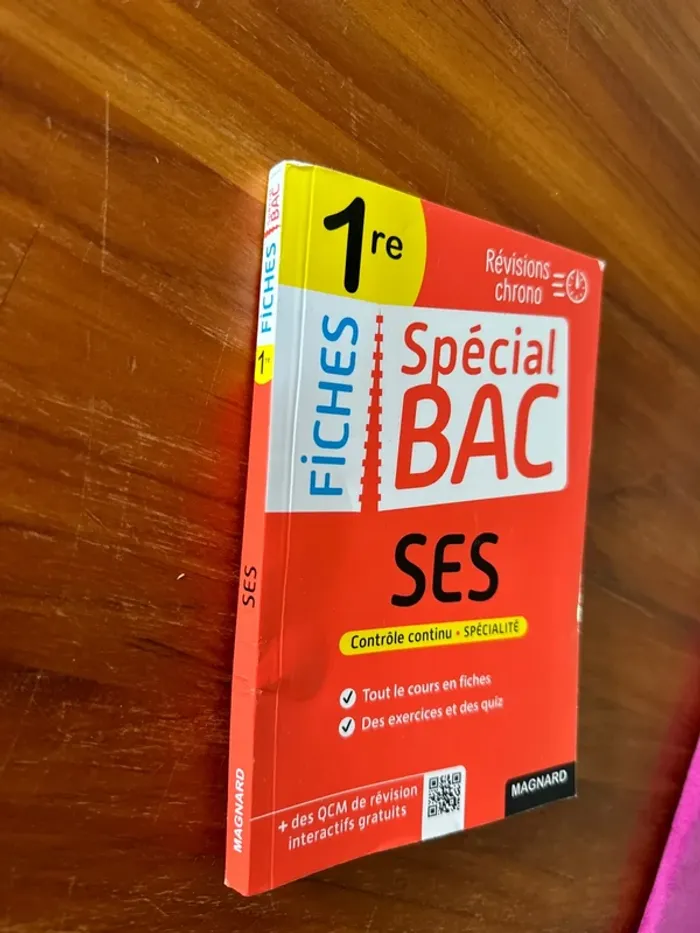 1re
Révisions
chrono
FiCHES
Spécial
BAC
SES
Contrôle continu • SPÉCIALITÉ
Tout le cours en fiches
Des exercices et des quiz
+ des QCM de révision
interactifs gratuits
MAGNARD
BAC
FiCHES
1re
SES
MAGNARD